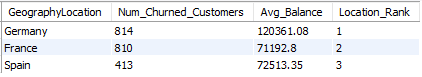 GeographyLocation Num_Churned_Customers Avg_Balance Location_Rank
Germany 814 120361.08 1
France 810 71192.8 2
Spain 413 72513.35 3